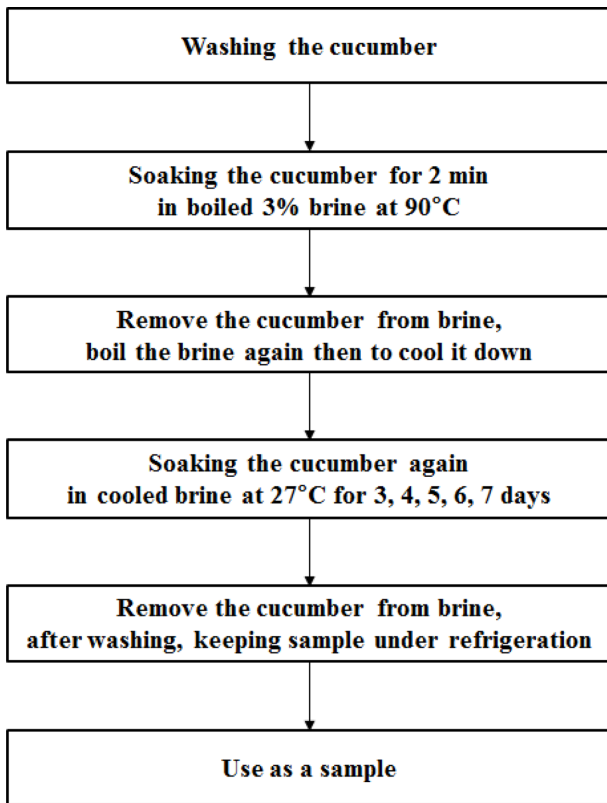 Washing the cucumber
Soaking the cucumber for 2 min
in boiled 3% brine at 90°C
Remove the cucumber from brine,
boil the brine again then to cool it down
Soaking the cucumber again
in cooled brine at 27°C for 3, 4, 5, 6, 7 days
Remove the cucumber from brine,
after washing, keeping sample under refrigeration
Use as a sample